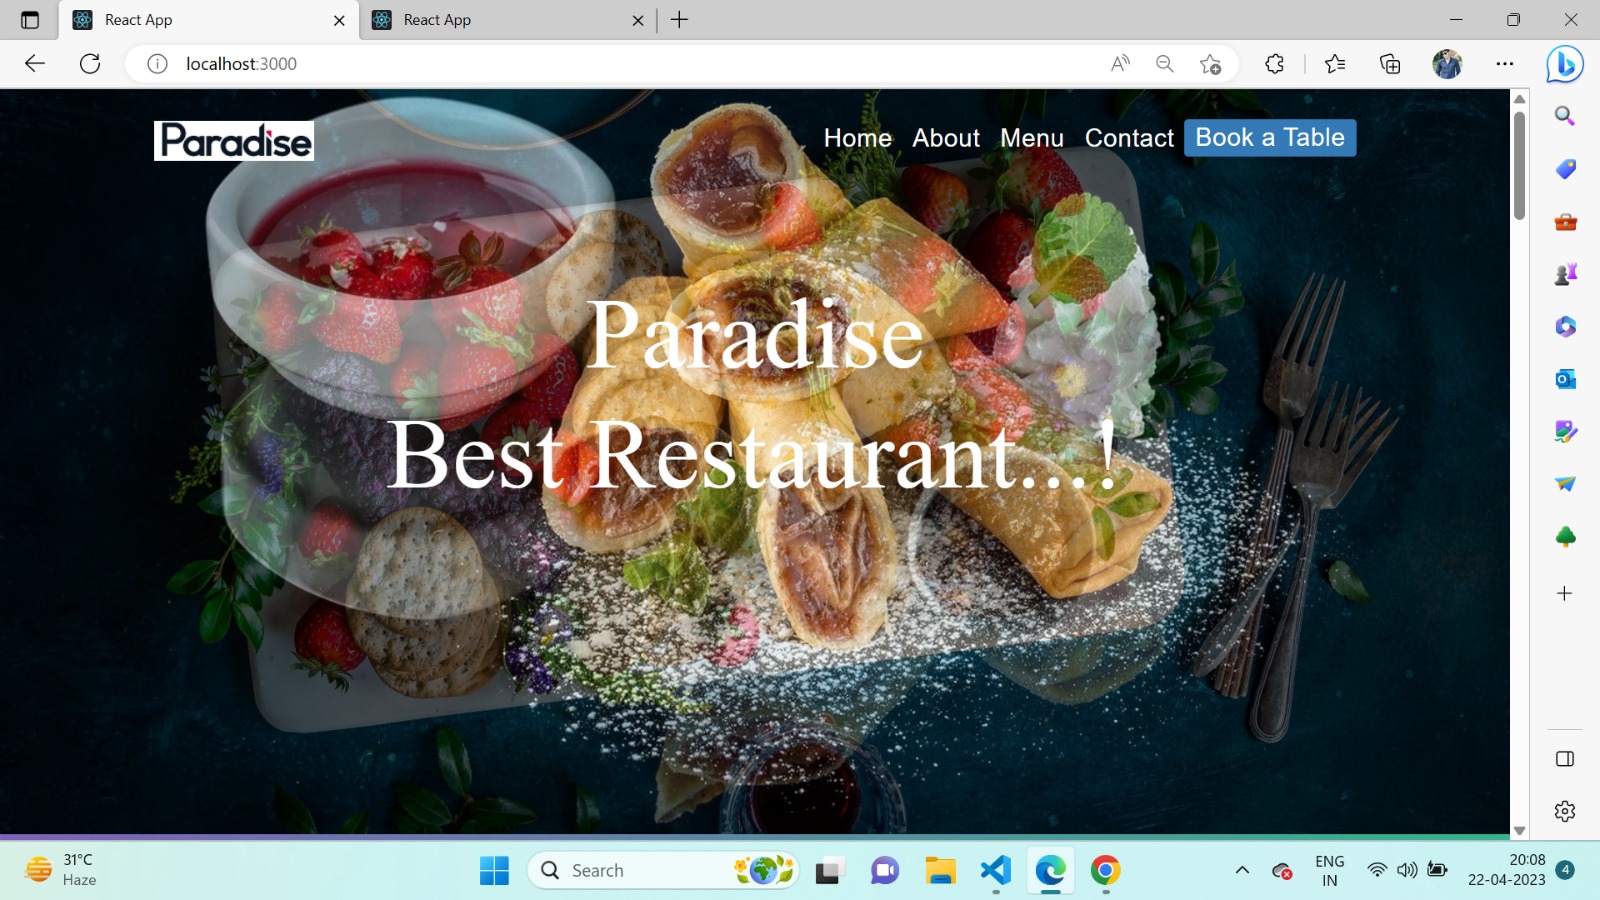 React App
React App
localhost:3000
Paradise
Home About Menu Contact Book a Table
Paradise
Best Restaurant...!
31°C
Haze
Search
ENG
IN
20:08
22-04-2023
4